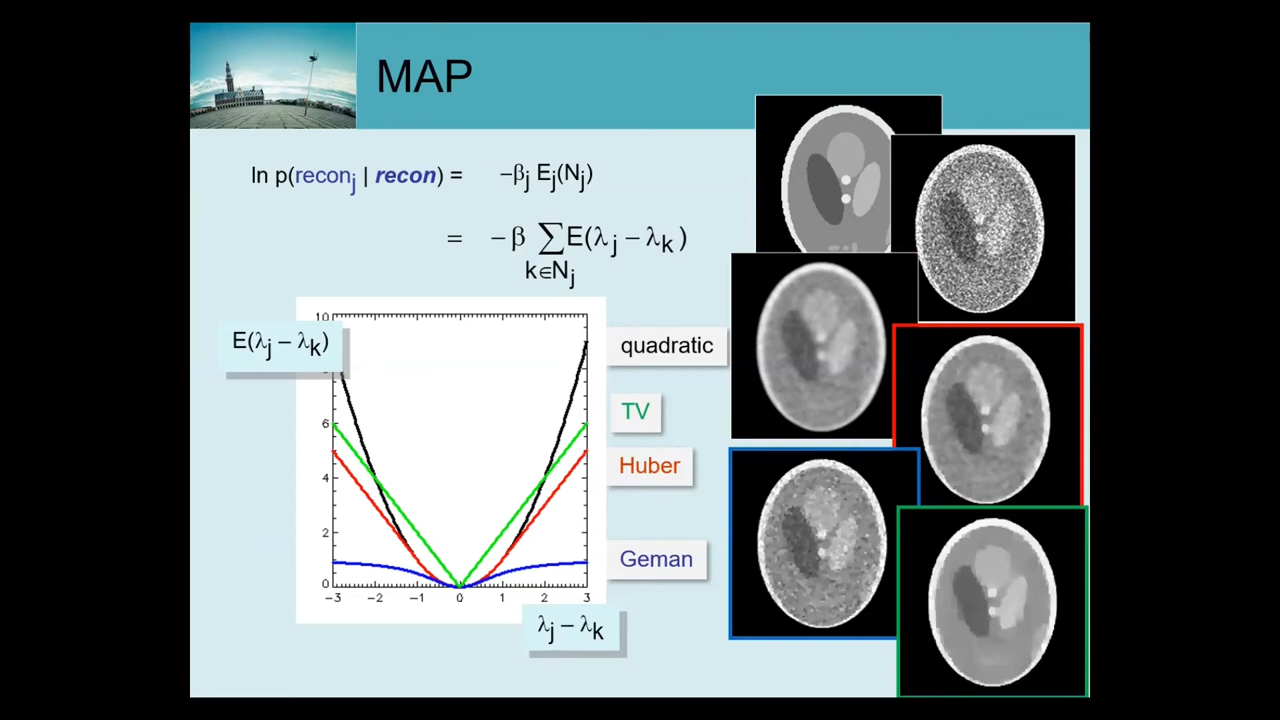 MAP
ln p(reconj | recon) = −βj Ej(Nj)
= − β ∑ E(λj − λk)
k∈Nj
E(λj − λk)
10
6
4
2
0
−3 −2 −1 0 1 2 3
λj − λk
quadratic
TV
Huber
Geman